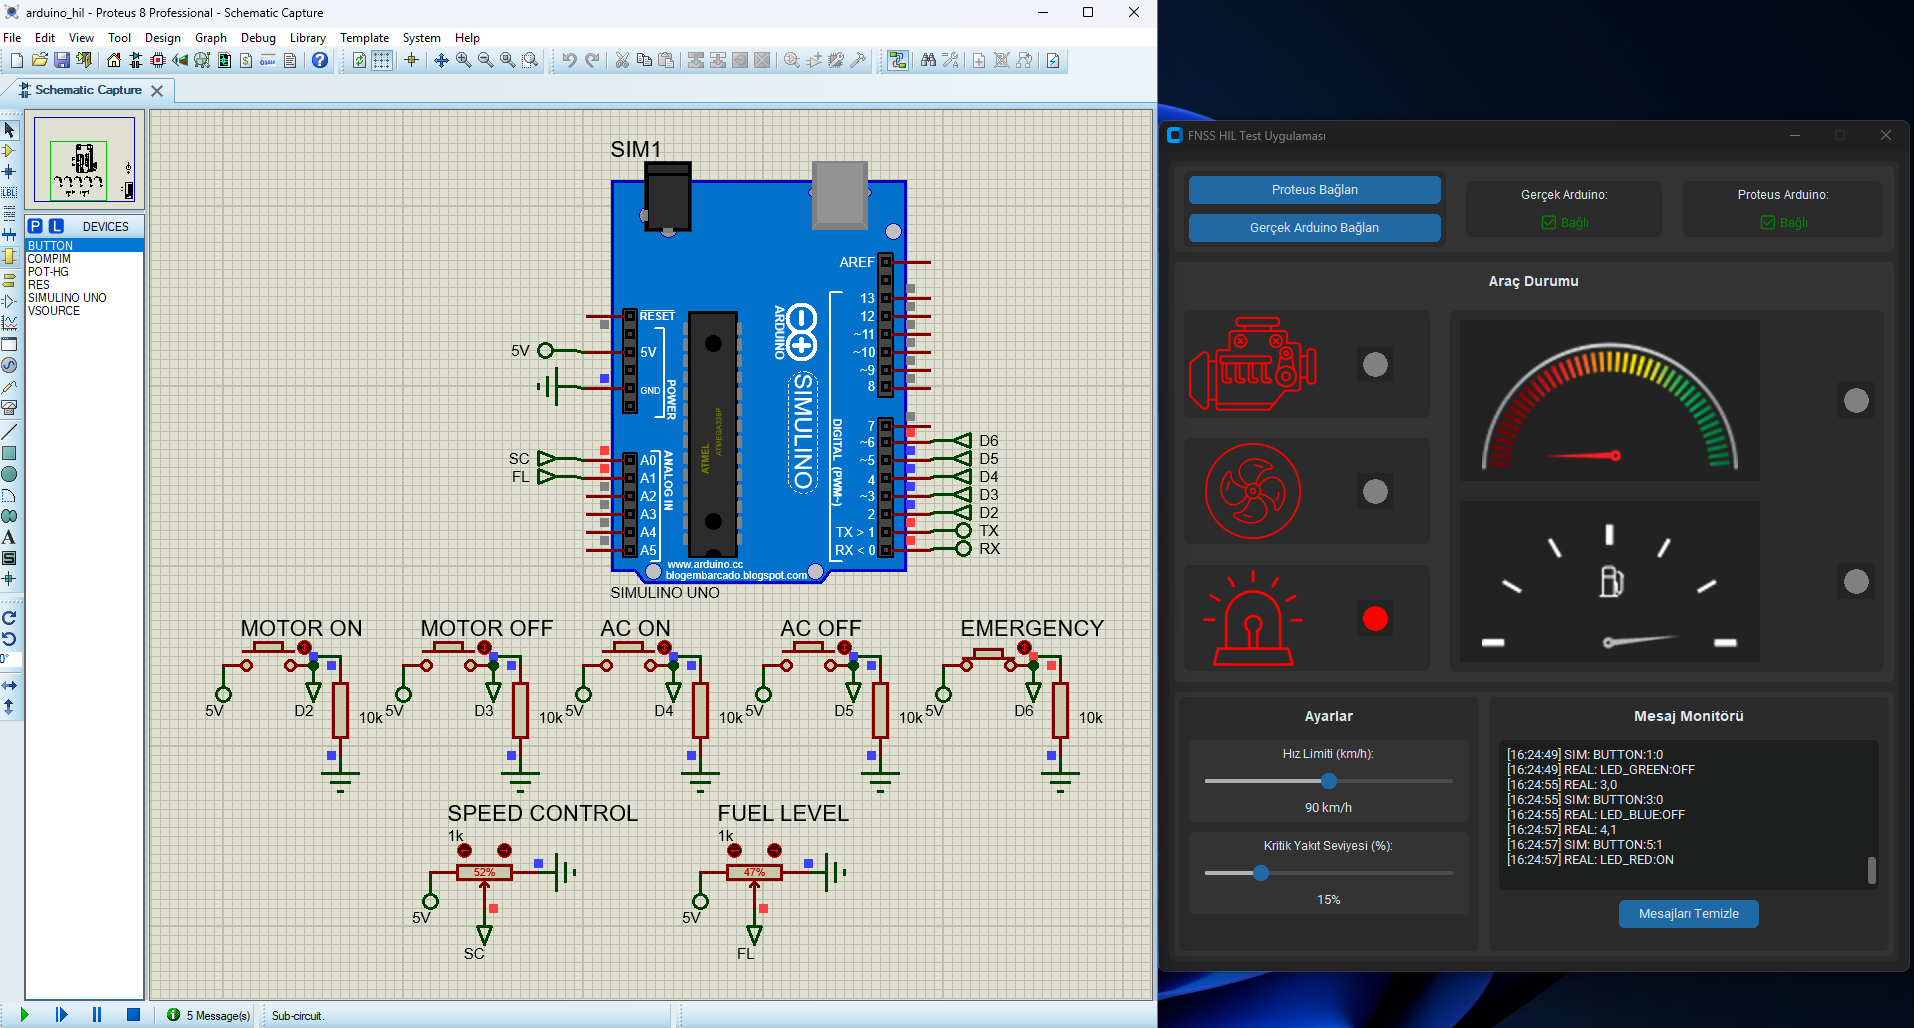 arduino_hil - Proteus 8 Professional - Schematic Capture
File Edit View Tool Design Graph Debug Library Template System Help
Schematic Capture
P L DEVICES
BUTTON
COMPIM
POT-HG
RES
SIMULINO UNO
VSOURCE
SIM1
AREF
RESET
5V
5V
GND
POWER
13
12
~11
~10
~9
8
ARDUINO
SIMULINO
DIGITAL (PWM~)
ATMEL
ATMEGA328P
7
~6 D6
~5 D5
4 D4
~3 D3
2 D2
TX > 1 TX
RX < 0 RX
SC A0
FL A1
A2
A3
A4
A5
ANALOG IN
www.arduino.cc
blogembarcado.blogspot.com
SIMULINO UNO
MOTOR ON MOTOR OFF AC ON AC OFF EMERGENCY
5V D2 10k 5V D3 10k 5V D4 10k 5V D5 10k 5V D6 10k
SPEED CONTROL FUEL LEVEL
1k 1k
52% 47%
5V 5V
SC FL
5 Message(s) Sub-circuit.
FNSS HIL Test Uygulaması
Proteus Bağlan
Gerçek Arduino Bağlan
Gerçek Arduino:
Bağlı
Proteus Arduino:
Bağlı
Araç Durumu
Ayarlar
Hız Limiti (km/h):
90 km/h
Kritik Yakıt Seviyesi (%):
15%
Mesaj Monitörü
[16:24:49] SIM: BUTTON:1:0
[16:24:49] REAL: LED_GREEN:OFF
[16:24:55] REAL: 3,0
[16:24:55] SIM: BUTTON:3:0
[16:24:55] REAL: LED_BLUE:OFF
[16:24:57] REAL: 4,1
[16:24:57] SIM: BUTTON:5:1
[16:24:57] REAL: LED_RED:ON
Mesajları Temizle